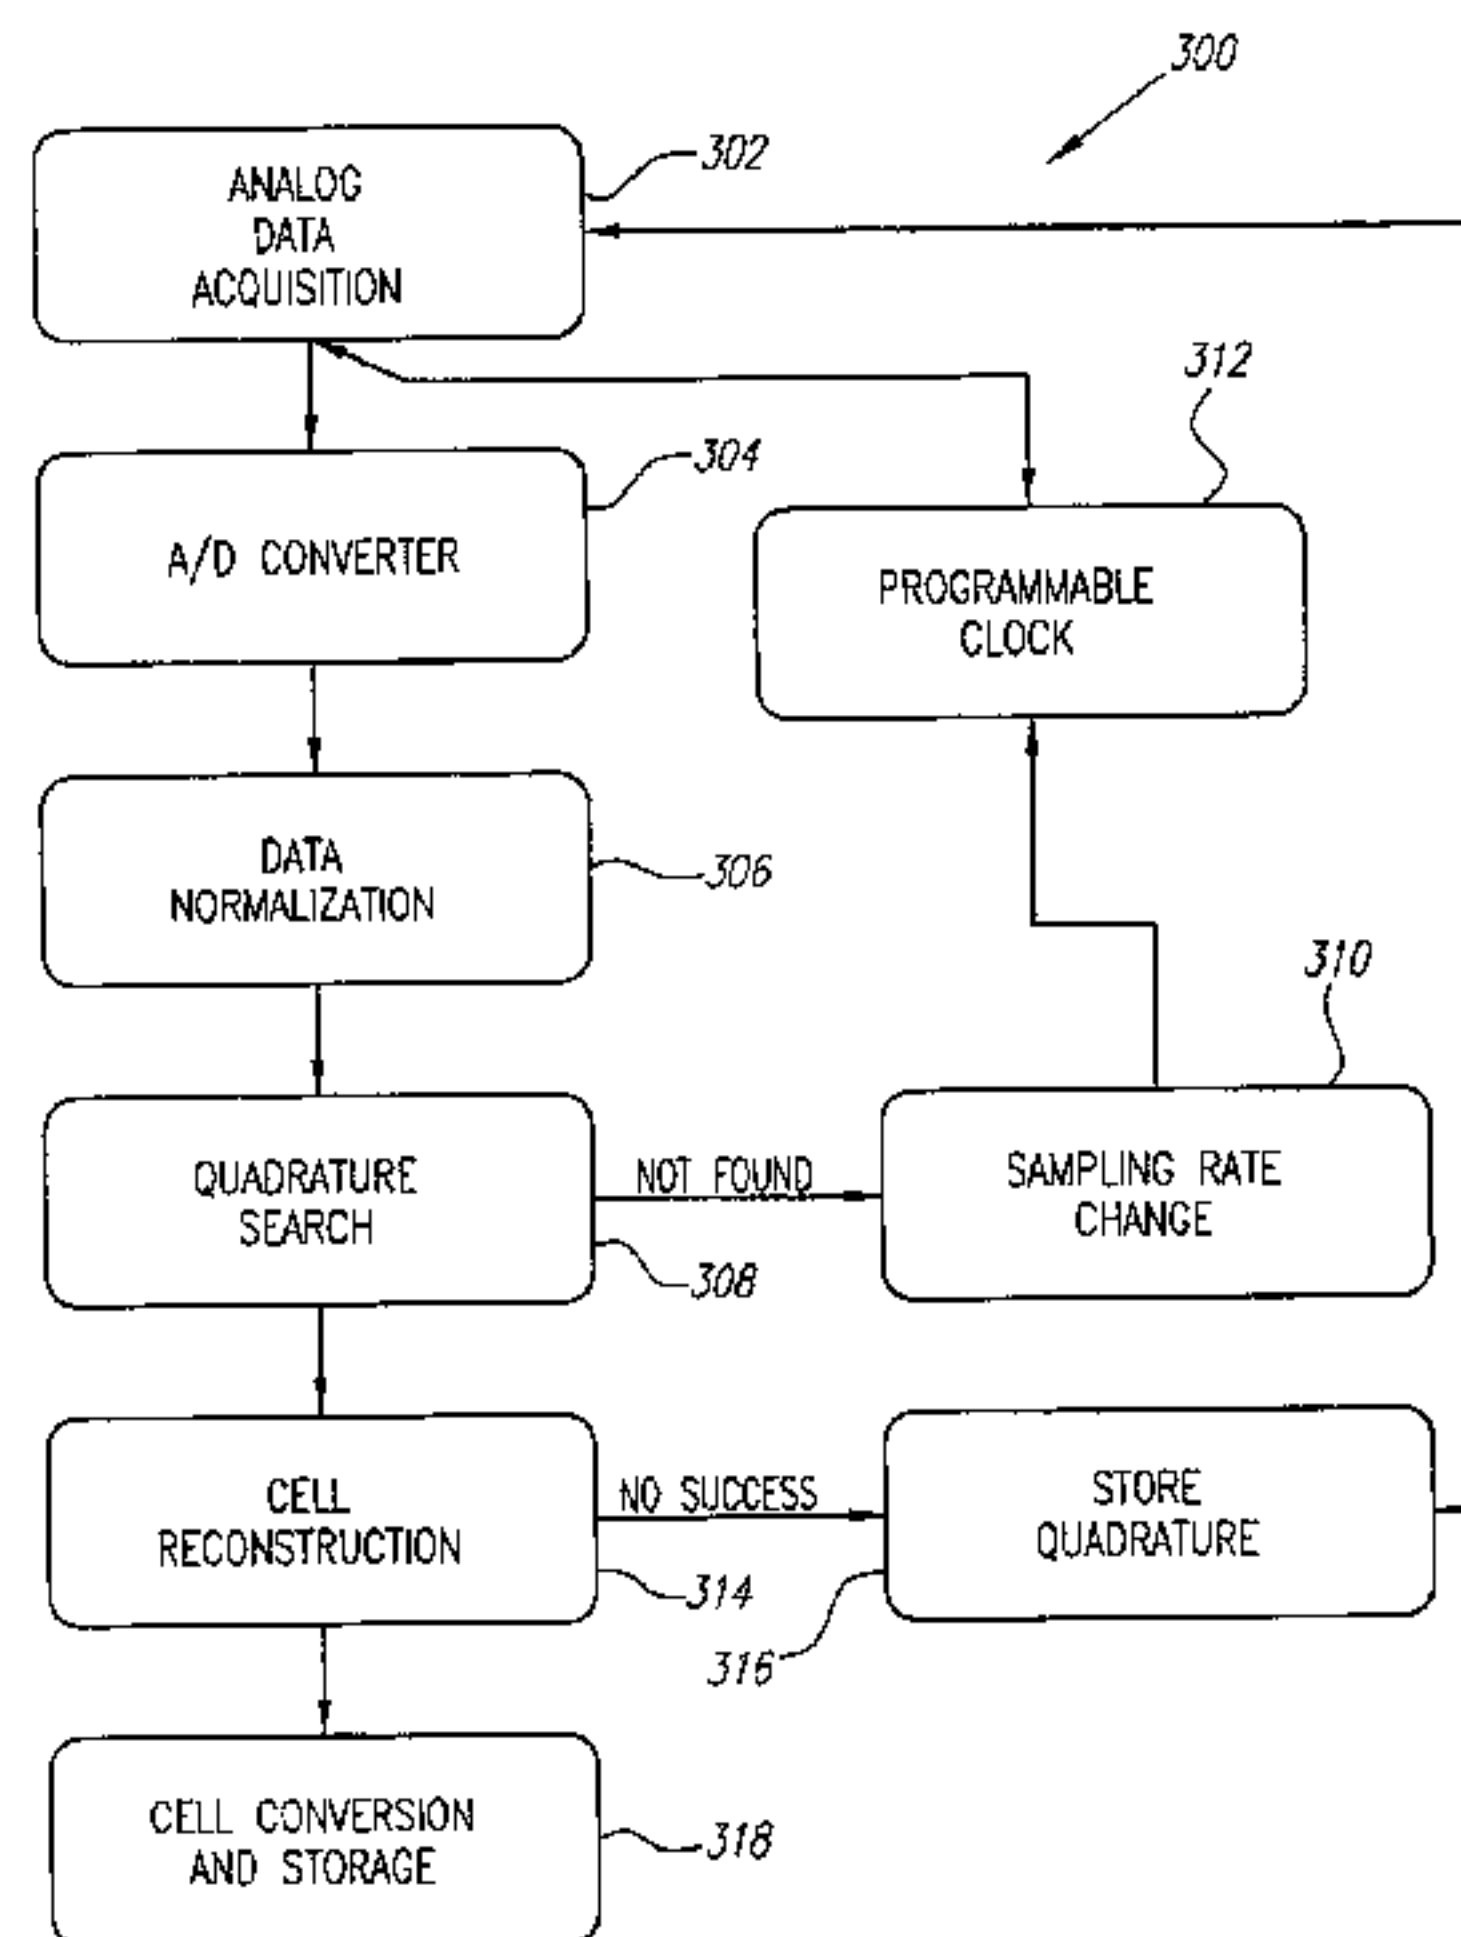 300
302
ANALOG
DATA
ACQUISITION
312
304
A/D CONVERTER
PROGRAMMABLE
CLOCK
DATA
NORMALIZATION
306
310
QUADRATURE
SEARCH
NOT FOUND
SAMPLING RATE
CHANGE
308
CELL
RECONSTRUCTION
NO SUCCESS
STORE
QUADRATURE
314
316
CELL CONVERSION
AND STORAGE
318